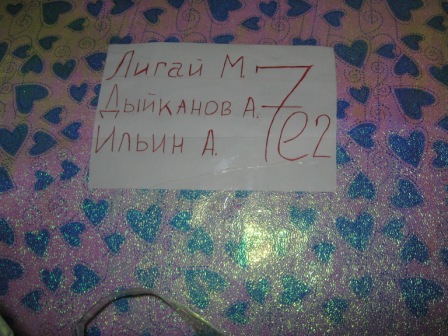 Лигай М.
Дыйканов А.
Ильин А.
7е2